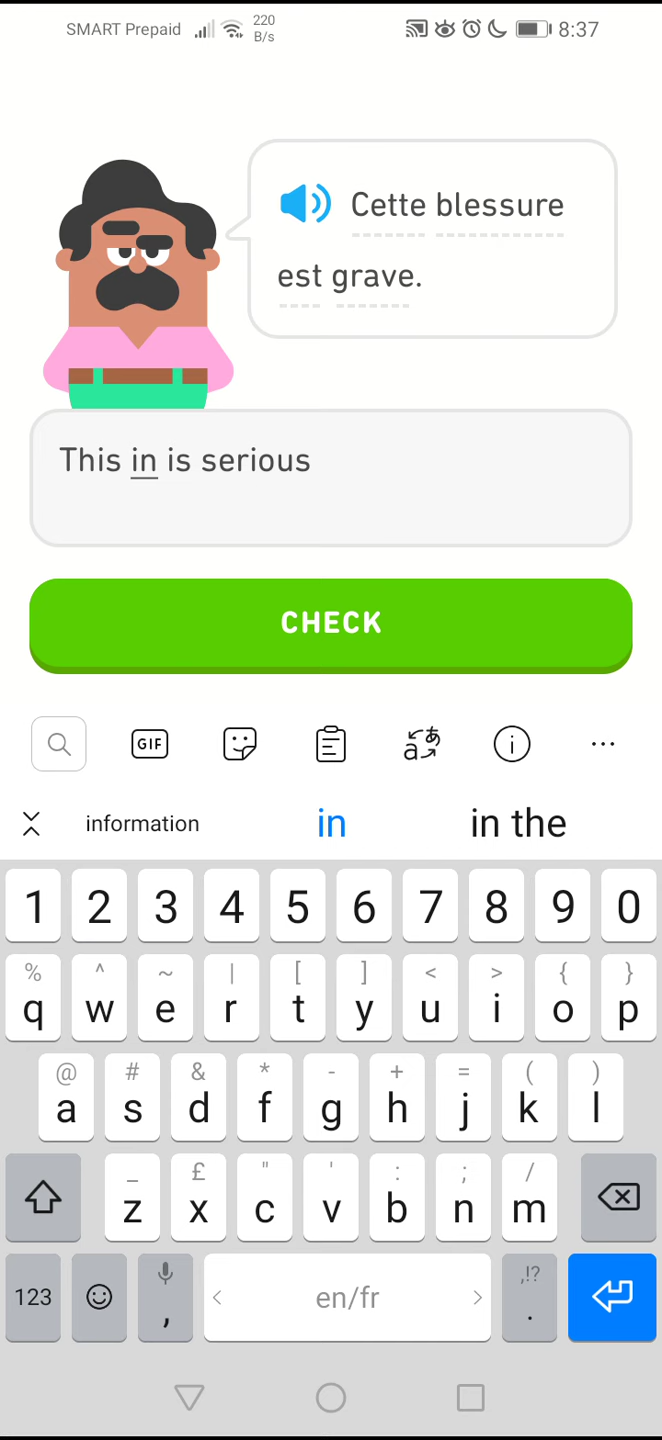 SMART Prepaid 220 B/s 8:37
Cette blessure
est grave.
This in is serious
CHECK
GIF
information in in the
1 2 3 4 5 6 7 8 9 0
% ^ ~ | [ ] < > { }
q w e r t y u i o p
@ # & * - + = ( )
a s d f g h j k l
_ £ " ' : ; /
z x c v b n m
123 , < en/fr > ,!? .